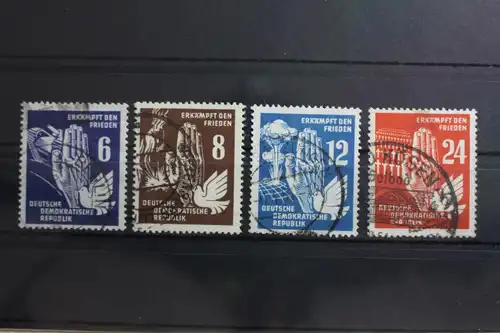 ERKÄMPFT DEN
FRIEDEN
6
DEUTSCHE
DEMOKRATISCHE
REPUBLIK
ERKÄMPFT DEN
FRIEDEN
8
DEUTSCHE
DEMOKRATISCHE
REPUBLIK
ERKÄMPFT DEN
FRIEDEN
12
DEUTSCHE
DEMOKRATISCHE
REPUBLIK
ERKÄMPFT DEN
FRIEDEN
24
DEUTSCHE
DEMOKRATISCHE
REPUBLIK